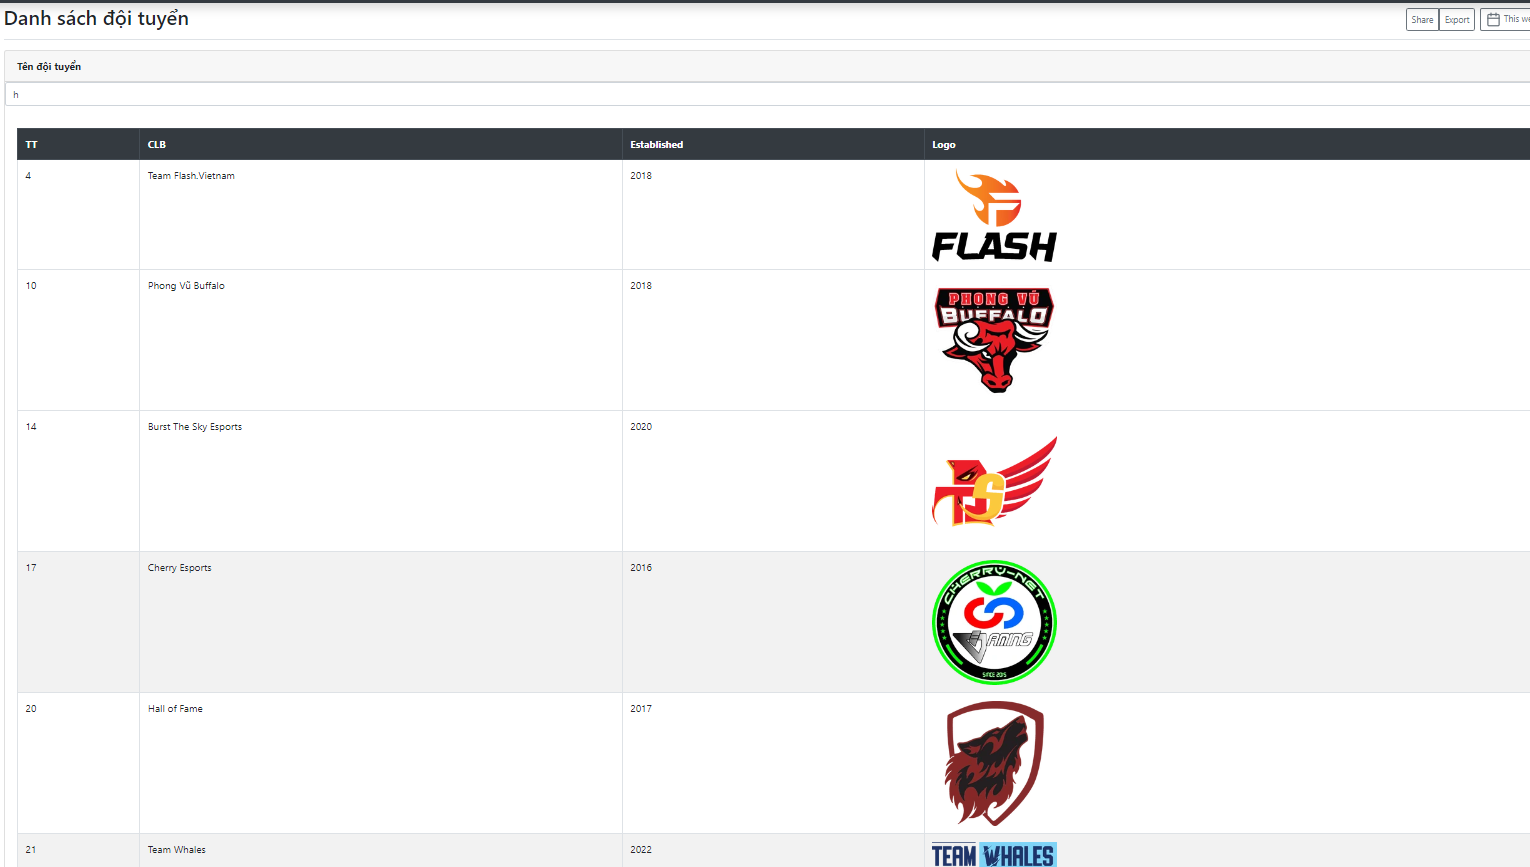 Danh sách đội tuyển
Share Export This we
Tên đội tuyển
h
TT CLB Established Logo
4 Team Flash.Vietnam 2018
FLASH
10 Phong Vũ Buffalo 2018
PHONG VŨ
BUFFALO
14 Burst The Sky Esports 2020
17 Cherry Esports 2016
CHERRY-NET
GAMING
SINCE 2015
20 Hall of Fame 2017
21 Team Whales 2022
TEAM WHALES